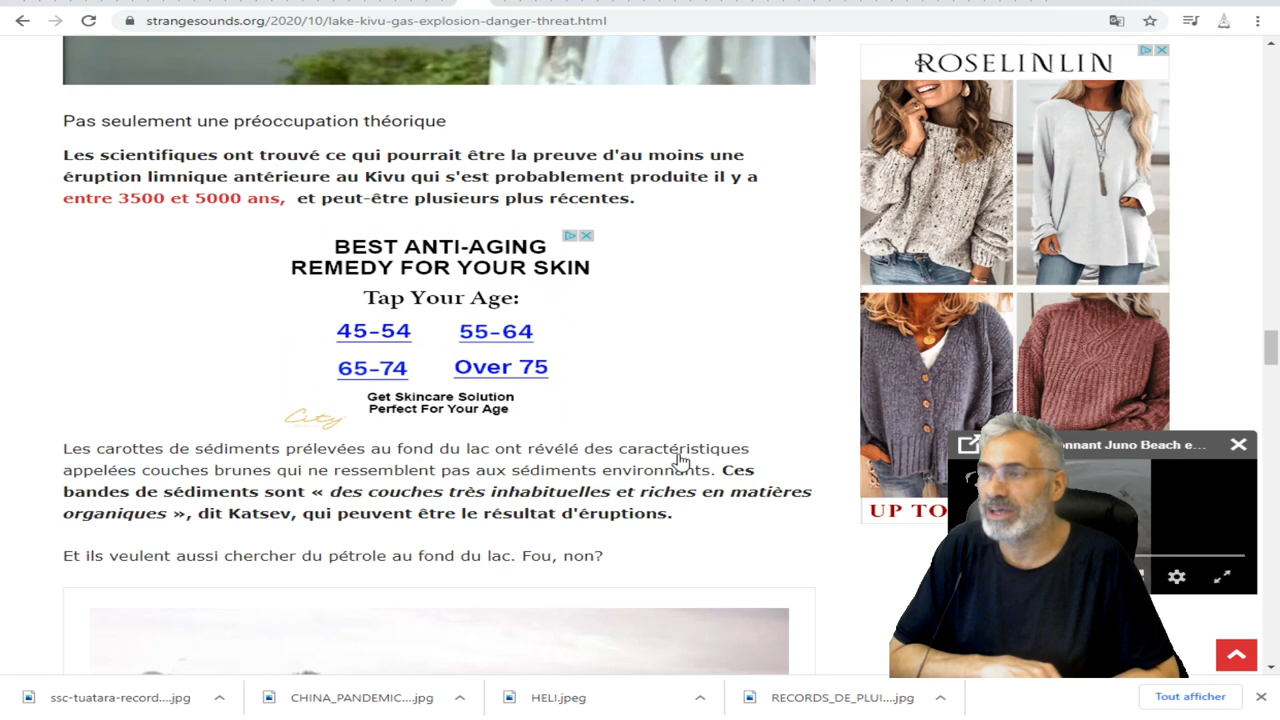 strangesounds.org/2020/10/lake-kivu-gas-explosion-danger-threat.html
Pas seulement une préoccupation théorique
Les scientifiques ont trouvé ce qui pourrait être la preuve d'au moins une
éruption limnique antérieure au Kivu qui s'est probablement produite il y a
entre 3500 et 5000 ans, et peut-être plusieurs plus récentes.
BEST ANTI-AGING
REMEDY FOR YOUR SKIN
Tap Your Age:
45-54 55-64
65-74 Over 75
Get Skincare Solution
Perfect For Your Age
City
Les carottes de sédiments prélevées au fond du lac ont révélé des caractéristiques
appelées couches brunes qui ne ressemblent pas aux sédiments environnants. Ces
bandes de sédiments sont « des couches très inhabituelles et riches en matières
organiques », dit Katsev, qui peuvent être le résultat d'éruptions.
Et ils veulent aussi chercher du pétrole au fond du lac. Fou, non?
ROSELINLIN
UP TO
onnant Juno Beach e...
ssc-tuatara-record....jpg
CHINA_PANDEMIC....jpg
HELI.jpeg
RECORDS_DE_PLUI....jpg
Tout afficher